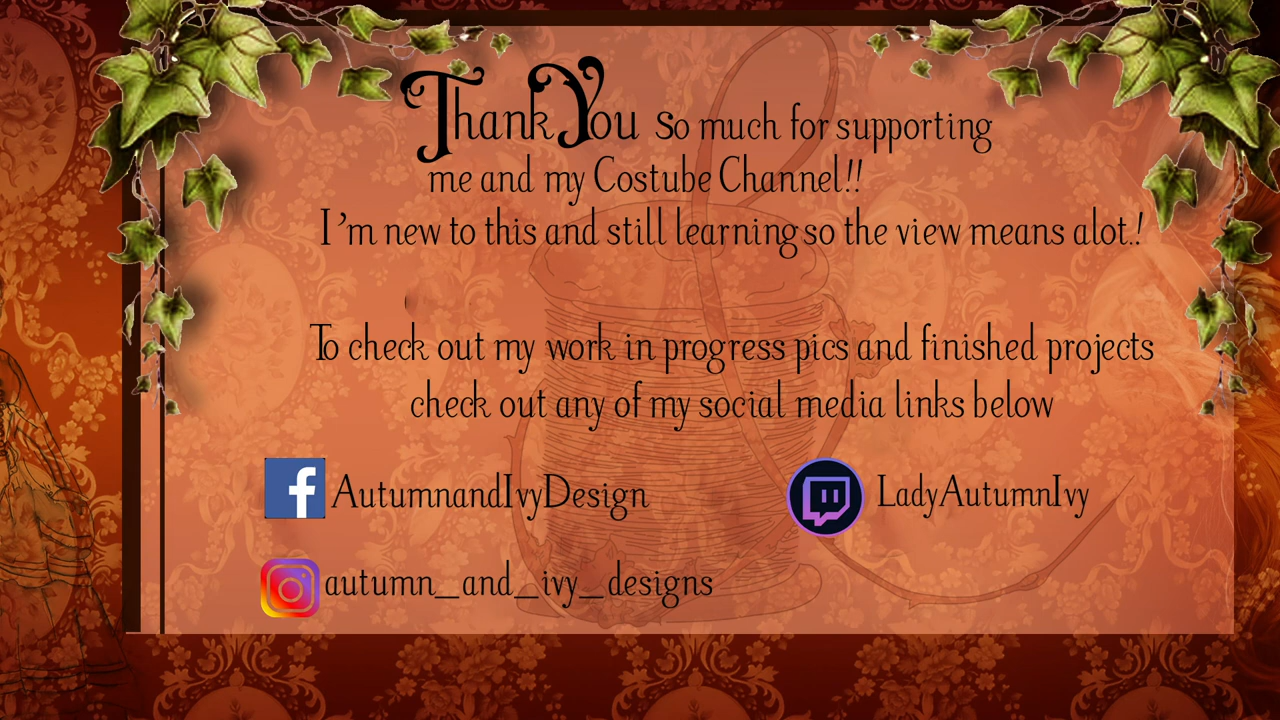 Thank You so much for supporting
me and my Costube Channel!!
I'm new to this and still learning so the view means alot.!
To check out my work in progress pics and finished projects
check out any of my social media links below
AutumnandIvyDesign
LadyAutumnIvy
autumn_and_ivy_designs